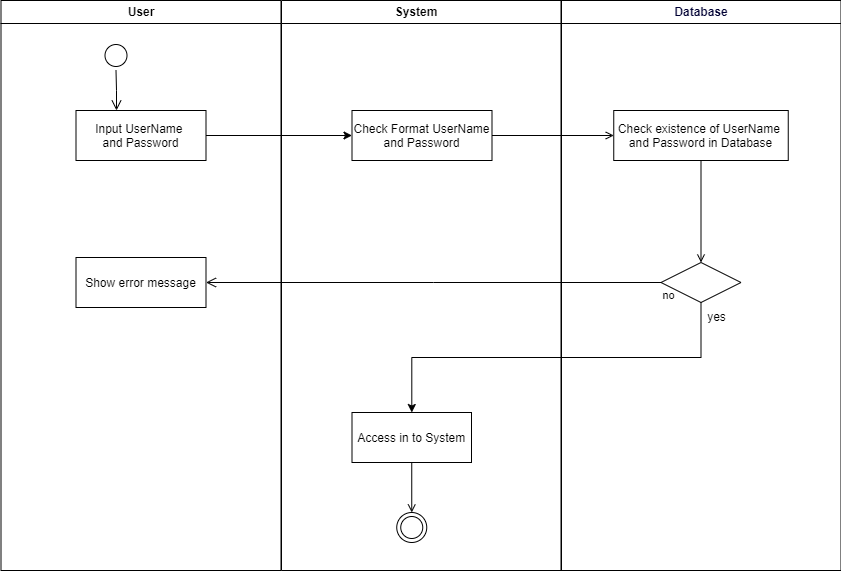 User
System
Database
Input UserName
and Password
Check Format UserName
and Password
Check existence of UserName
and Password in Database
Show error message
no
yes
Access in to System